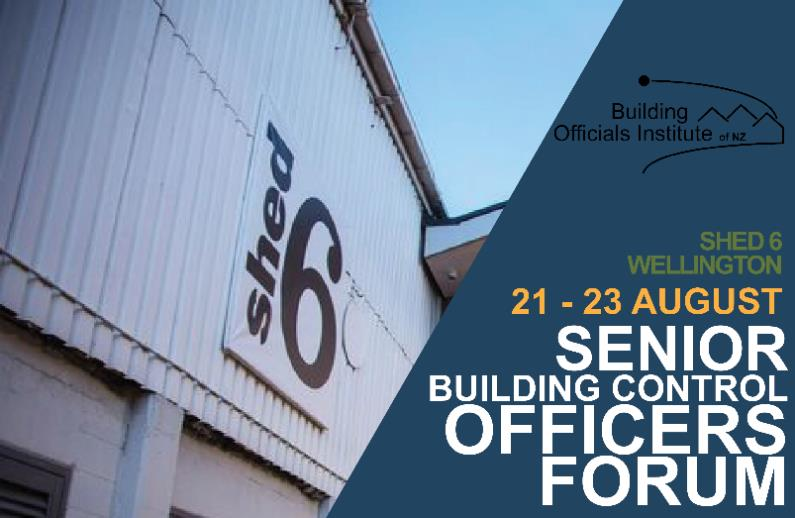 shed
6
Building
Officials Institute of NZ
SHED 6
WELLINGTON
21 - 23 AUGUST
SENIOR
BUILDING CONTROL
OFFICERS
FORUM